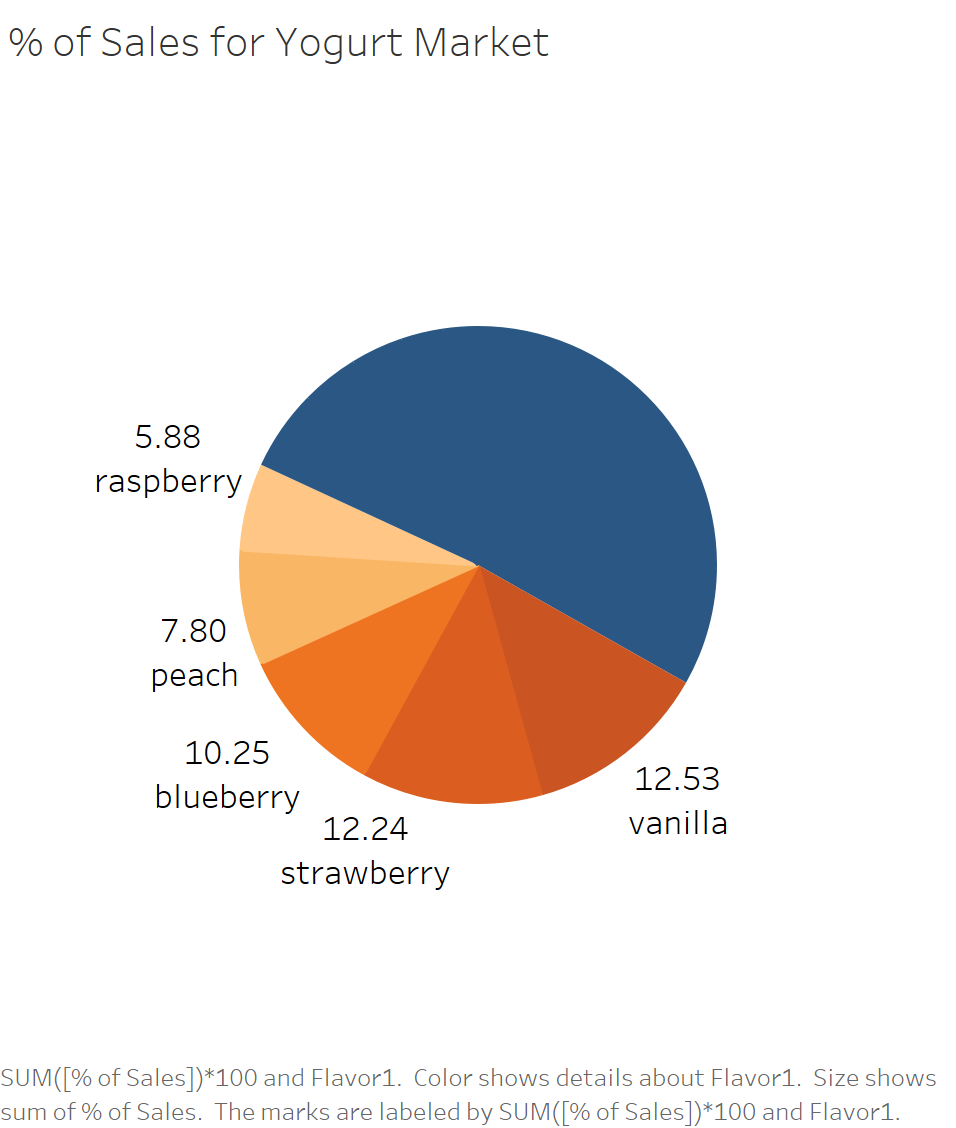 % of Sales for Yogurt Market
5.88
raspberry
7.80
peach
10.25
blueberry
12.24
strawberry
12.53
vanilla
SUM([% of Sales])*100 and Flavor1.  Color shows details about Flavor1.  Size shows
sum of % of Sales.  The marks are labeled by SUM([% of Sales])*100 and Flavor1.